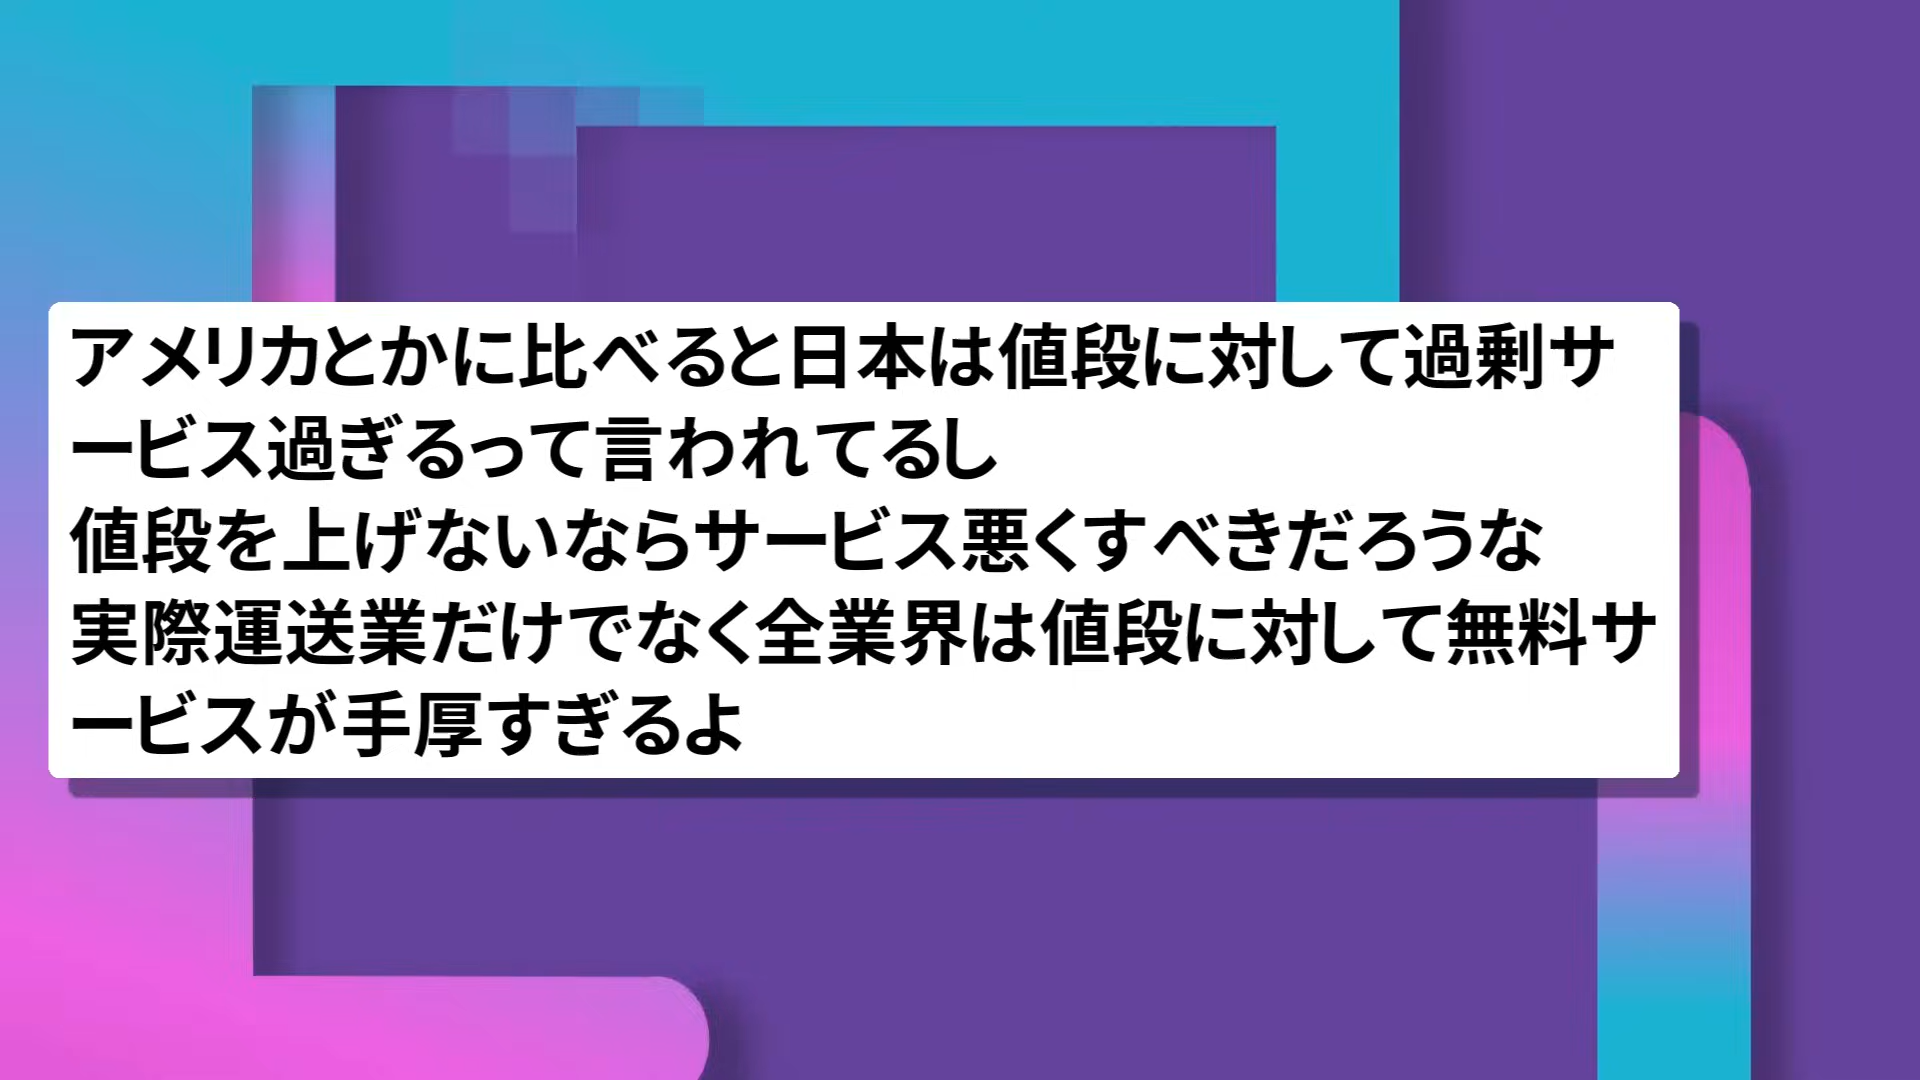 アメリカとかに比べると日本は値段に対して過剰サ
ービス過ぎるって言われてるし
値段を上げないならサービス悪くすべきだろうな
実際運送業だけでなく全業界は値段に対して無料サ
ービスが手厚すぎるよ